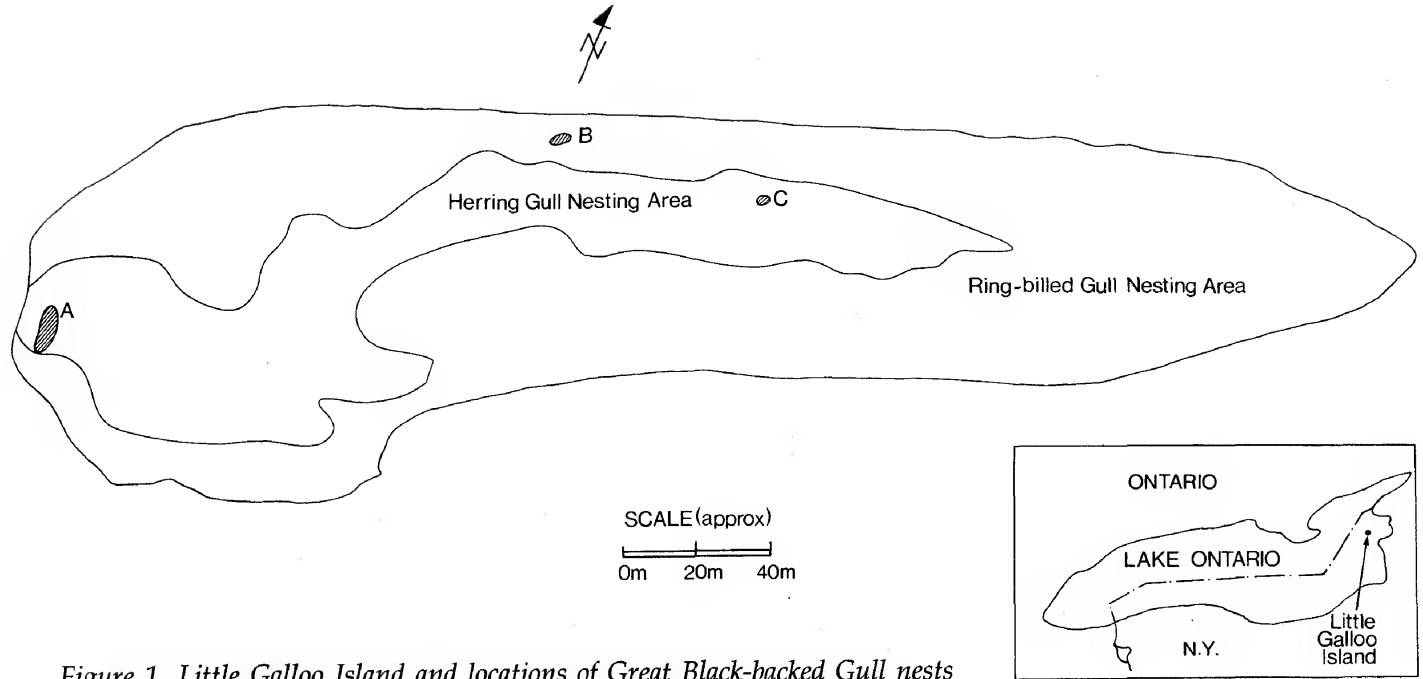 N
B
Herring Gull Nesting Area
C
Ring-billed Gull Nesting Area
A
SCALE (approx)
0m 20m 40m
ONTARIO
LAKE ONTARIO
Little
Galloo
Island
N.Y.
Figure 1. Little Galloo Island and locations of Great Black-backed Gull nests